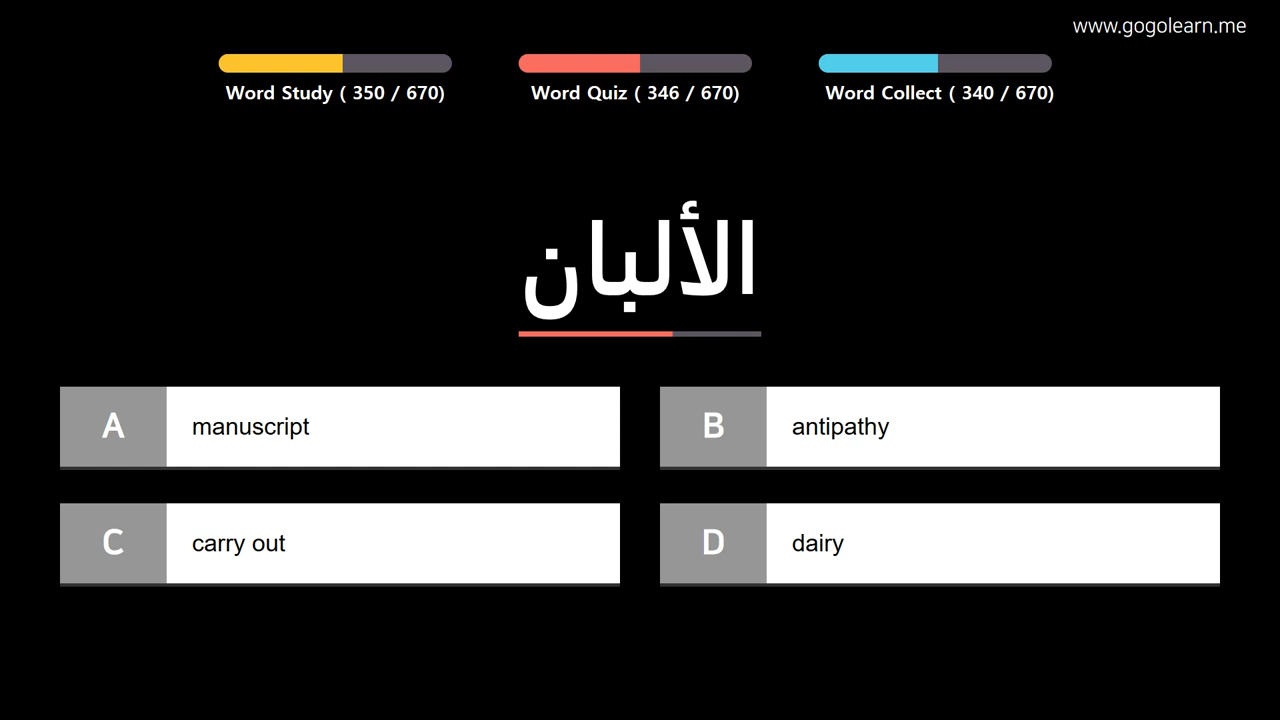 www.gogolearn.me
Word Study ( 350 / 670)
Word Quiz ( 346 / 670)
Word Collect ( 340 / 670)
الألبان
A manuscript
B antipathy
C carry out
D dairy